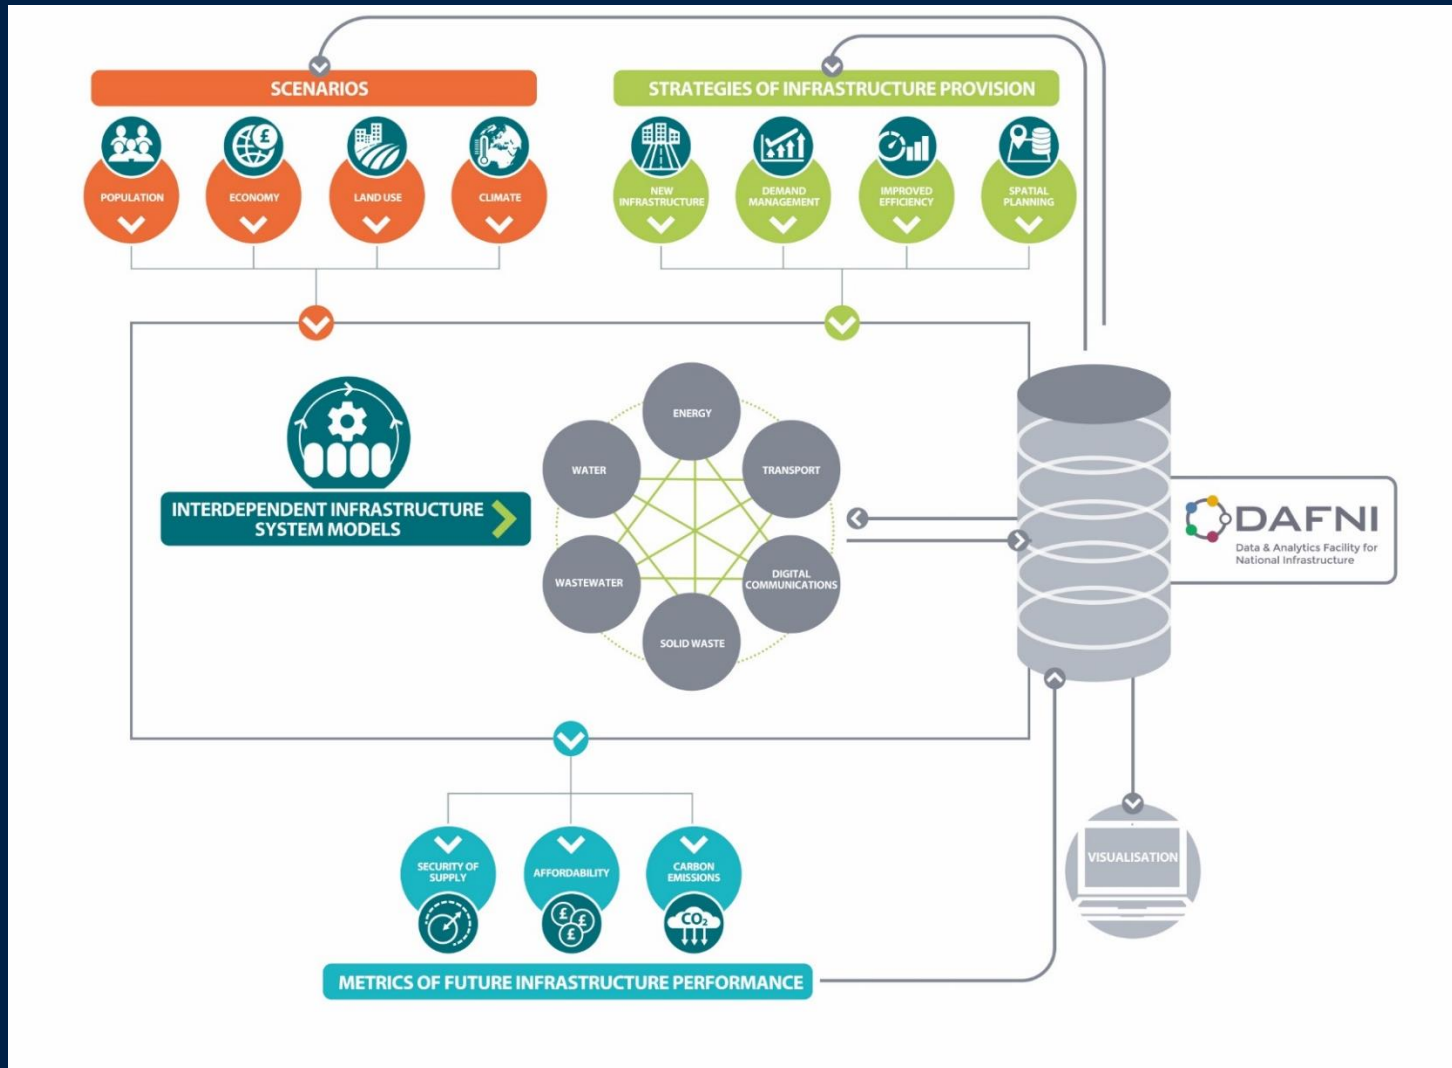 SCENARIOS
STRATEGIES OF INFRASTRUCTURE PROVISION
£
POPULATION
ECONOMY
LAND USE
CLIMATE
NEW
INFRASTRUCTURE
DEMAND
MANAGEMENT
IMPROVED
EFFICIENCY
SPATIAL
PLANNING
INTERDEPENDENT INFRASTRUCTURE
SYSTEM MODELS
ENERGY
WATER
TRANSPORT
WASTEWATER
DIGITAL
COMMUNICATIONS
SOLID WASTE
DAFNI
Data & Analytics Facility for
National Infrastructure
SECURITY OF
SUPPLY
AFFORDABILITY
CARBON
EMISSIONS
£
£
£
CO₂
VISUALISATION
METRICS OF FUTURE INFRASTRUCTURE PERFORMANCE